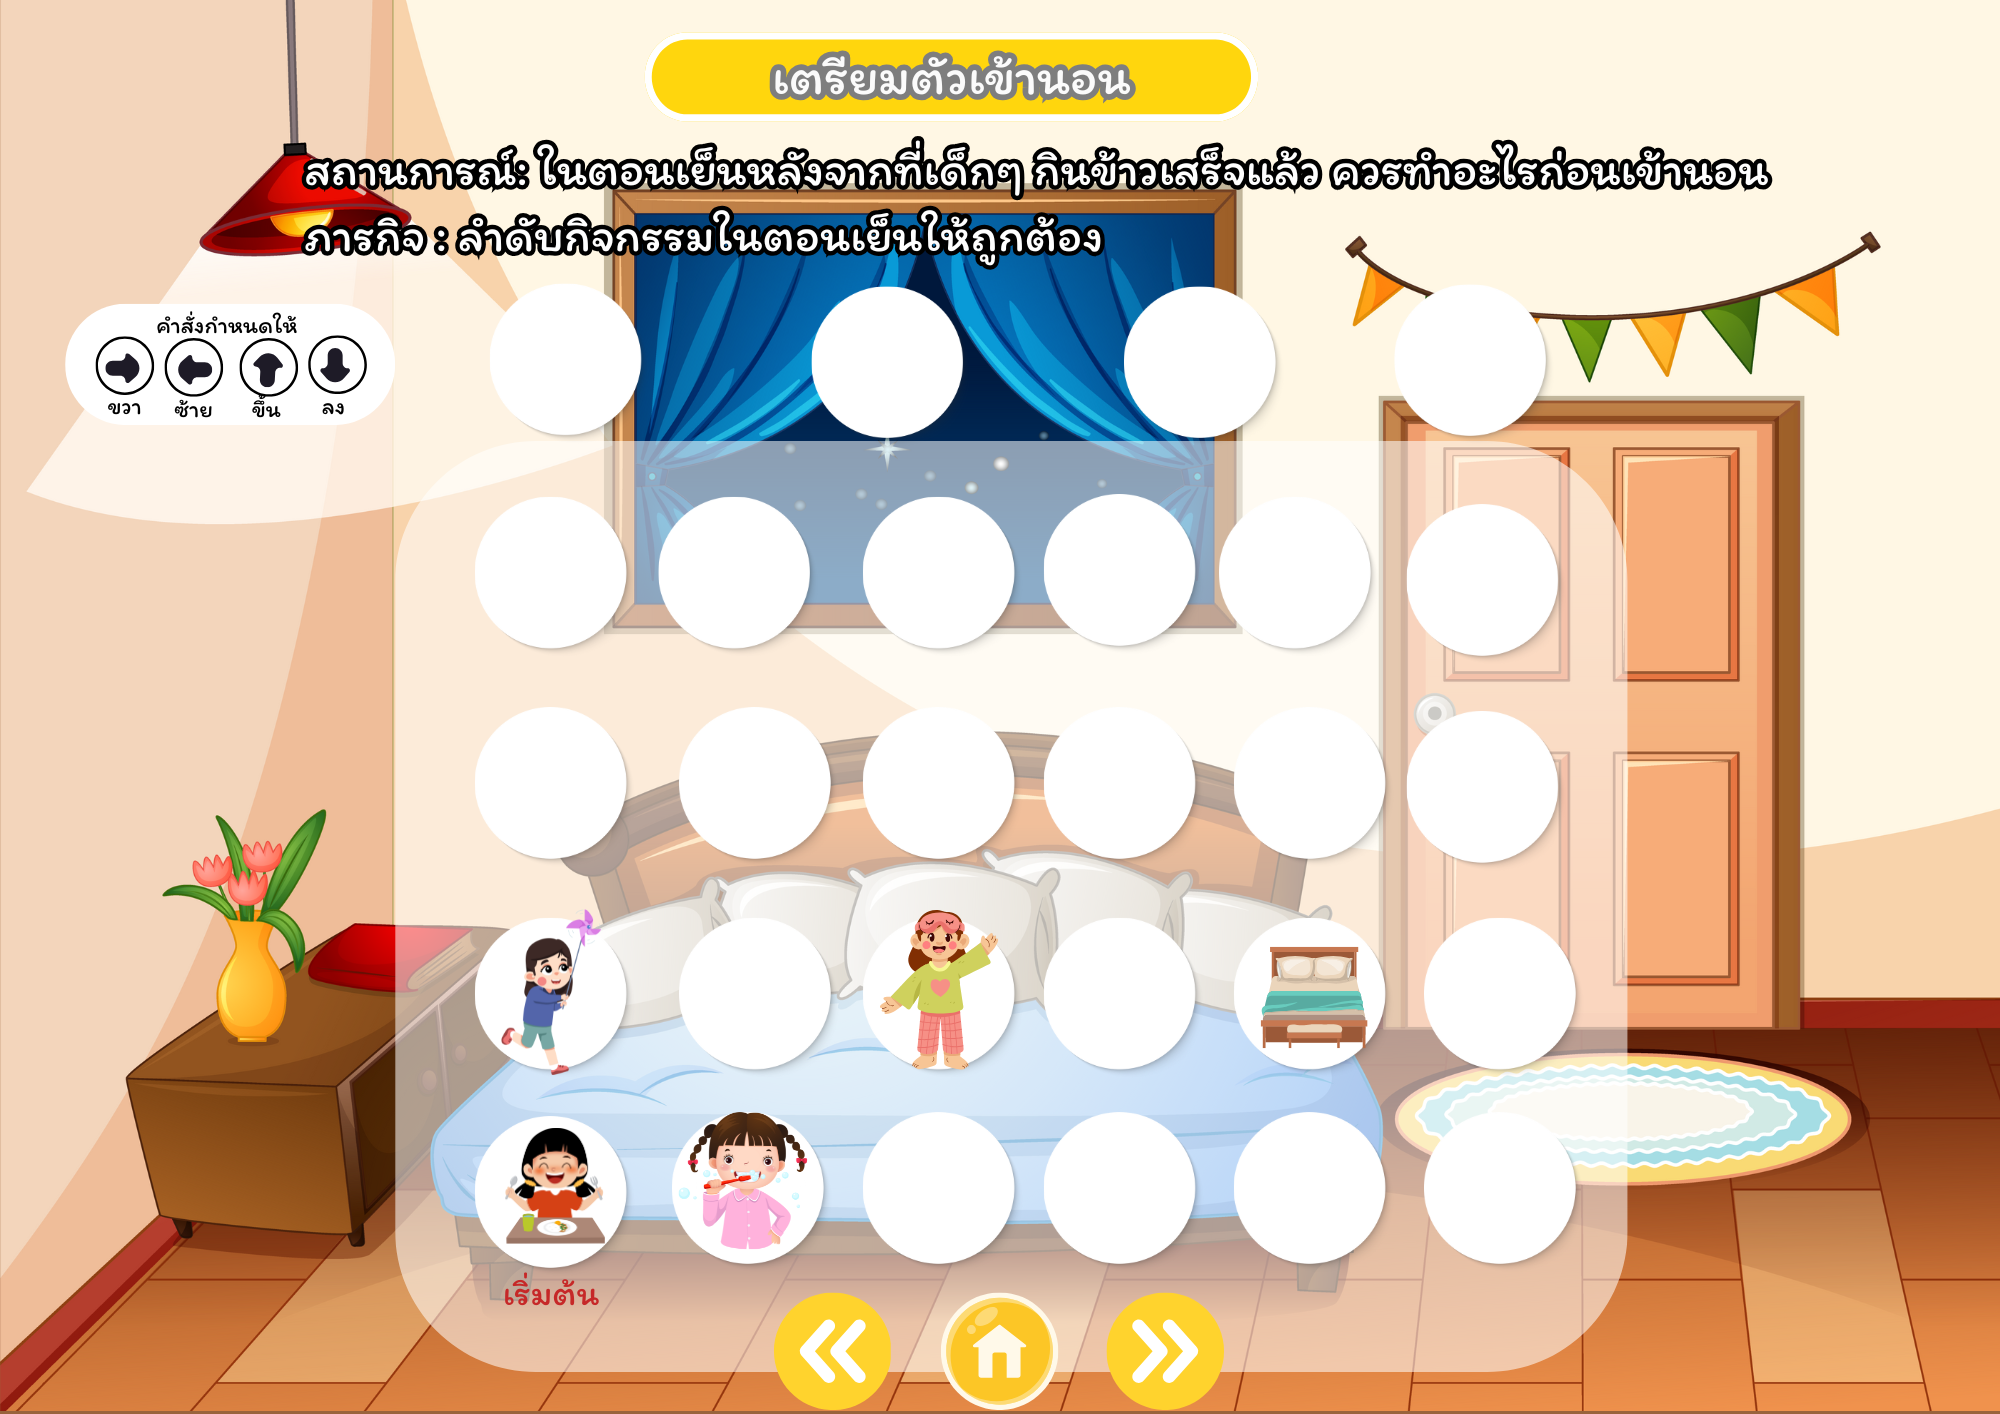 เตรียมตัวเข้านอน
สถานการณ์: ในตอนเย็นหลังจากที่เด็กๆ กินข้าวเสร็จแล้ว ควรทำอะไรก่อนเข้านอน
ภารกิจ : ลำดับกิจกรรมในตอนเย็นให้ถูกต้อง
คำสั่งกำหนดให้
ขวา ซ้าย ขึ้น ลง
เริ่มต้น